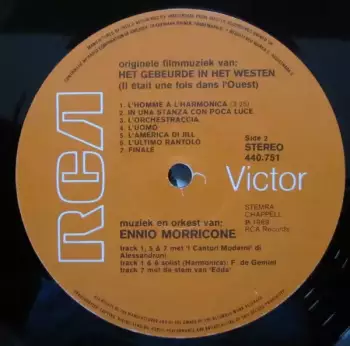 originele filmmuziek van:
HET GEBEURDE IN HET WESTEN
(Il était une fois dans l'Ouest)
1. L'HOMME A L'HARMONICA (3:25)
2. IN UNA STANZA CON POCA LUCE
3. L'ORCHESTRACCIA
4. L'UOMO
5. L'AMERICA DI JILL
6. L'ULTIMO RANTOLO
7. FINALE
Side 2
STEREO
440.751
RCA
Victor
STEMRA
CHAPPELL
℗ 1969
RCA Records
muziek en orkest van:
ENNIO MORRICONE
track 1, 5 & 7 met 'I Cantori Moderni' di
Alessandroni
track 1 & 6 solist (Harmonica): F. de Gemini
track 7 met de stem van 'Edda'